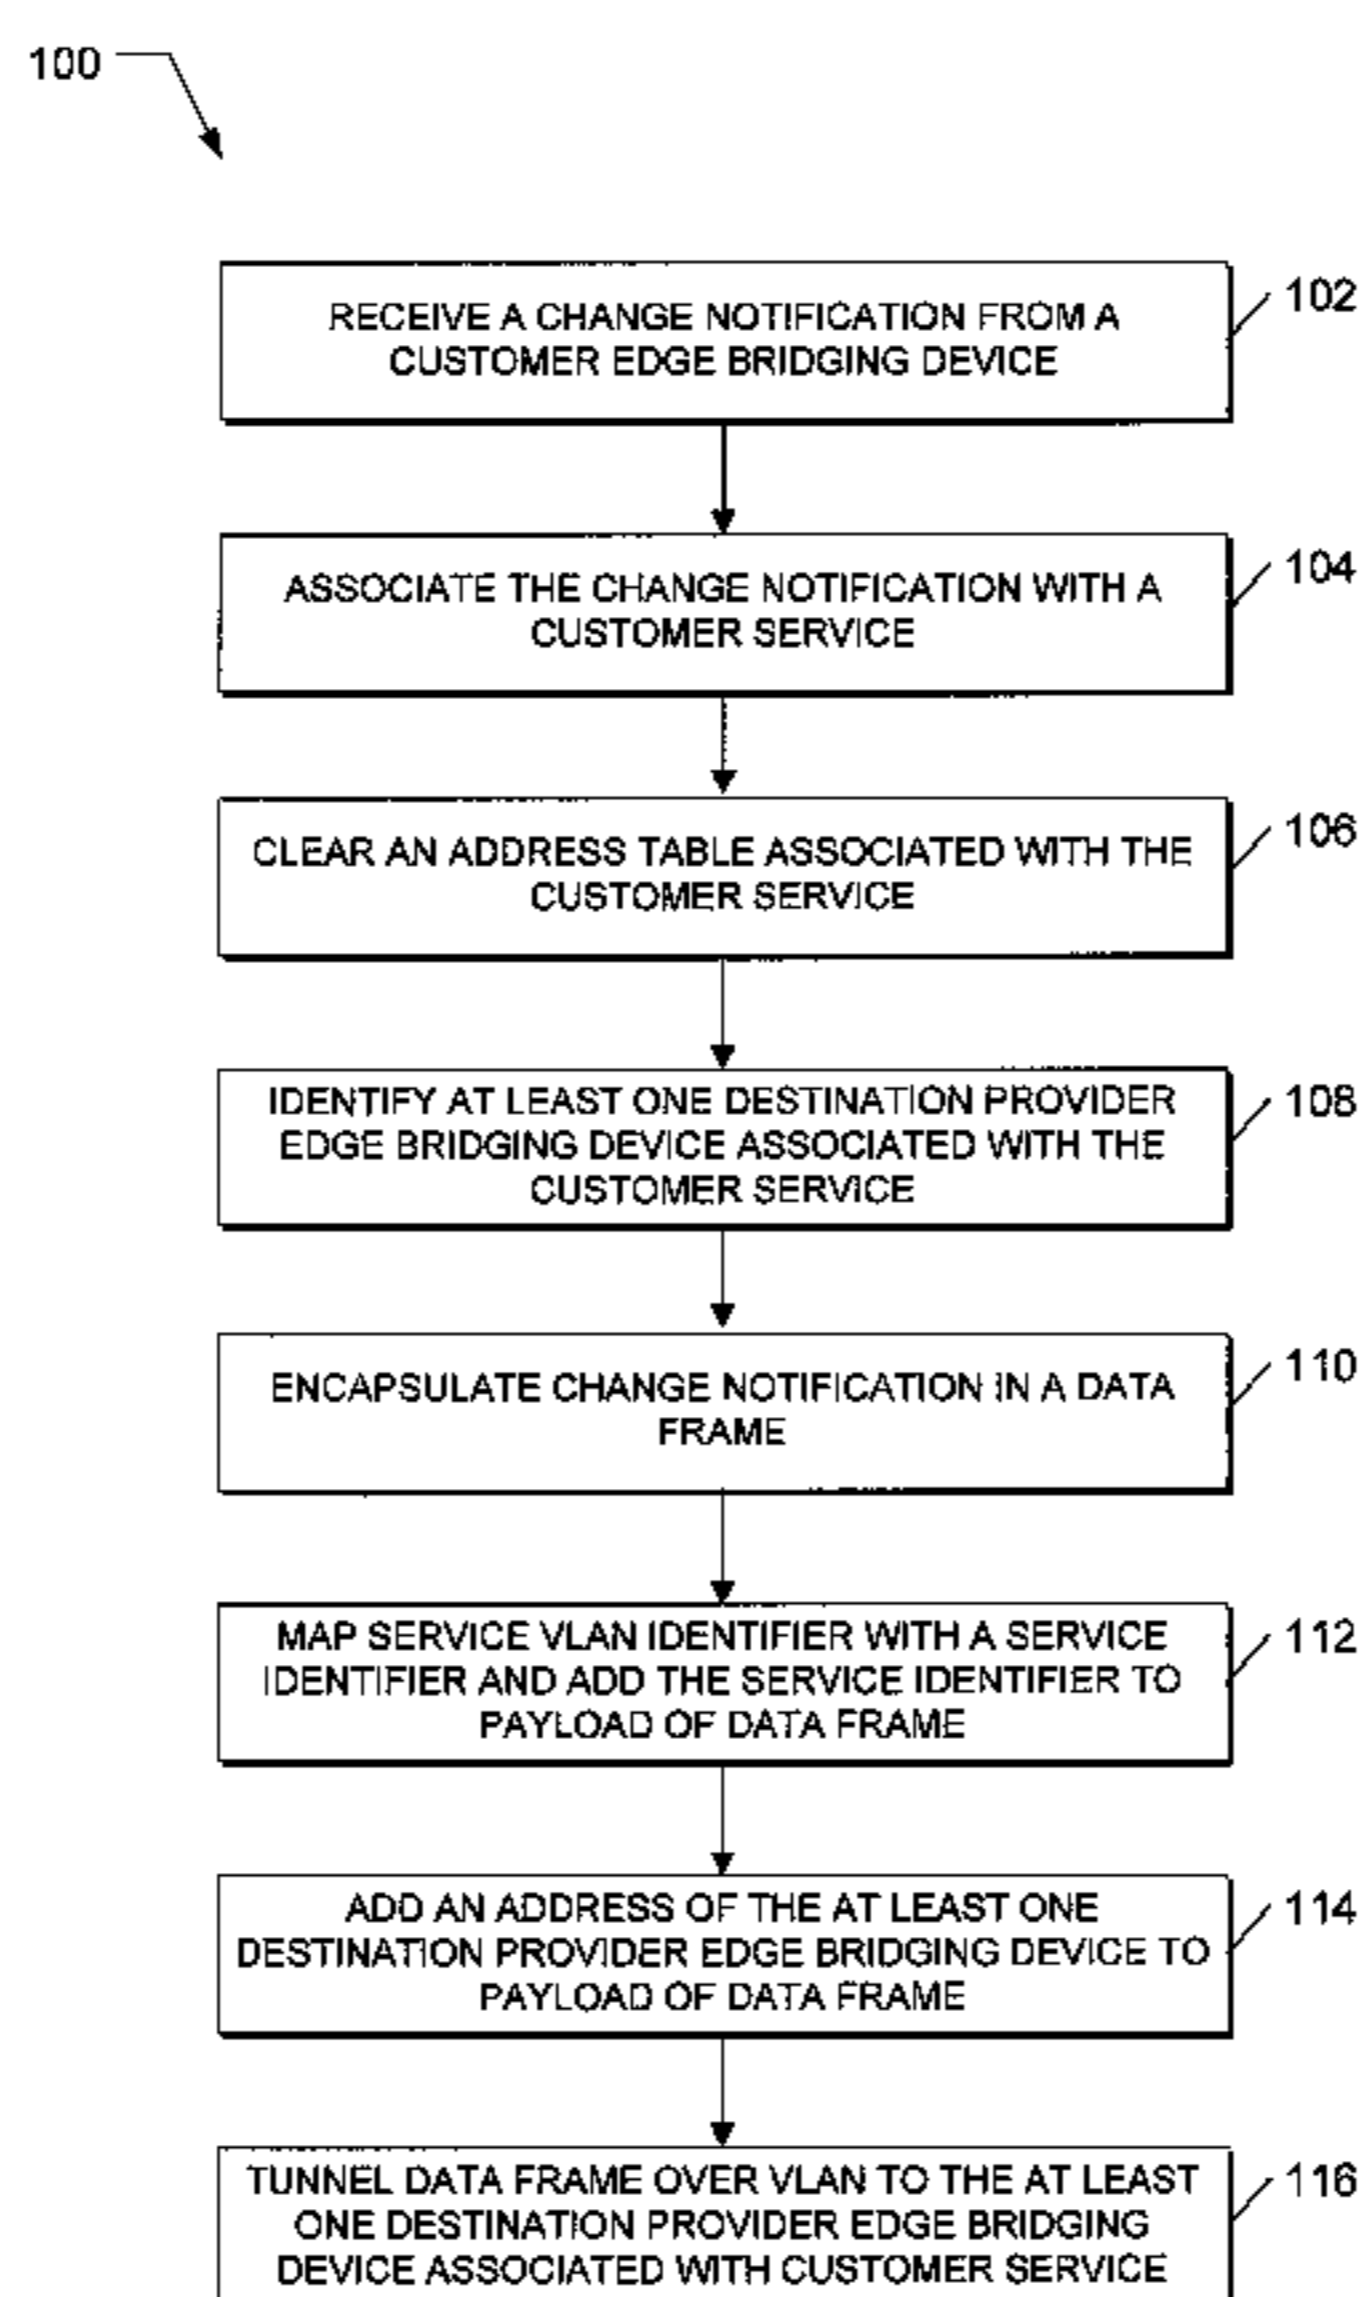 100
RECEIVE A CHANGE NOTIFICATION FROM A
CUSTOMER EDGE BRIDGING DEVICE
102
ASSOCIATE THE CHANGE NOTIFICATION WITH A
CUSTOMER SERVICE
104
CLEAR AN ADDRESS TABLE ASSOCIATED WITH THE
CUSTOMER SERVICE
106
IDENTIFY AT LEAST ONE DESTINATION PROVIDER
EDGE BRIDGING DEVICE ASSOCIATED WITH THE
CUSTOMER SERVICE
108
ENCAPSULATE CHANGE NOTIFICATION IN A DATA
FRAME
110
MAP SERVICE VLAN IDENTIFIER WITH A SERVICE
IDENTIFIER AND ADD THE SERVICE IDENTIFIER TO
PAYLOAD OF DATA FRAME
112
ADD AN ADDRESS OF THE AT LEAST ONE
DESTINATION PROVIDER EDGE BRIDGING DEVICE TO
PAYLOAD OF DATA FRAME
114
TUNNEL DATA FRAME OVER VLAN TO THE AT LEAST
ONE DESTINATION PROVIDER EDGE BRIDGING
DEVICE ASSOCIATED WITH CUSTOMER SERVICE
116